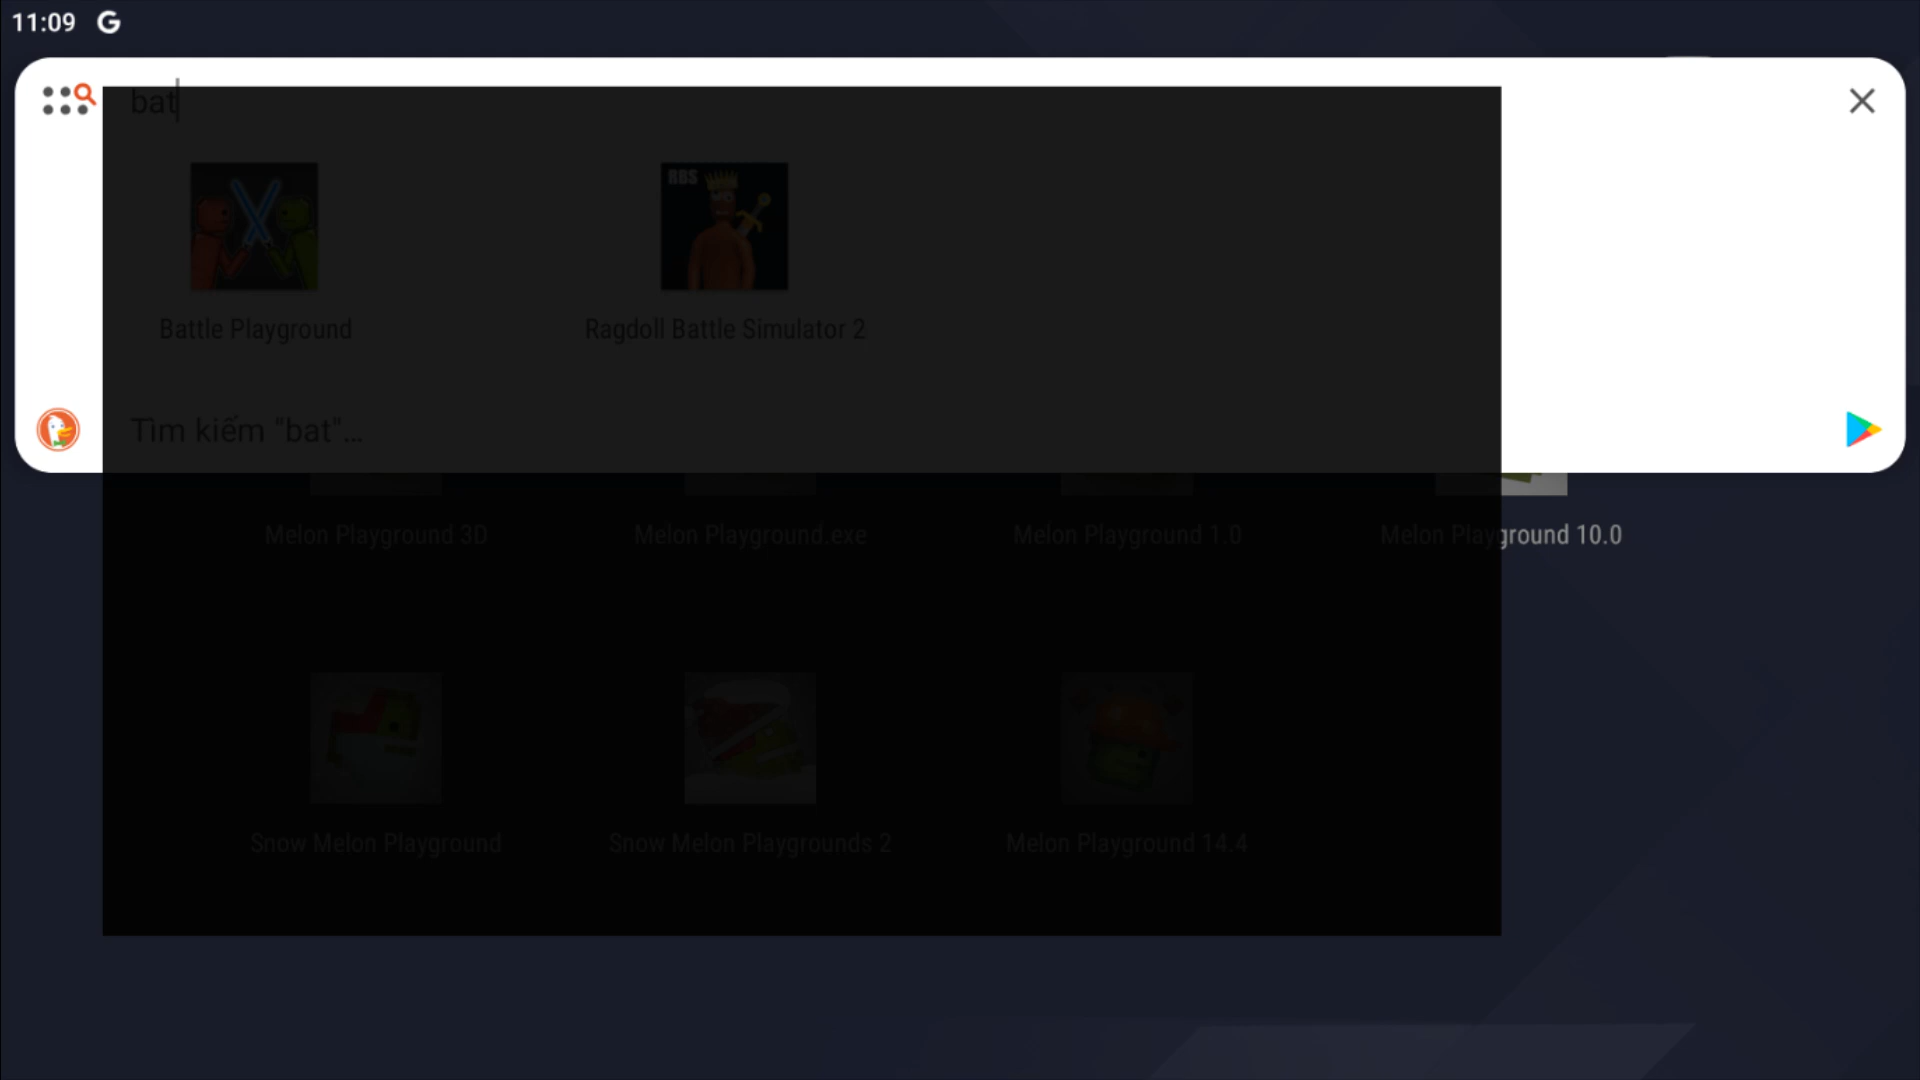 11:09 G
bat
RBS
Battle Playground
Ragdoll Battle Simulator 2
Tìm kiếm "bat"...
Melon Playground 3D
Melon Playground.exe
Melon Playground 1.0
Melon Playground 10.0
Snow Melon Playground
Snow Melon Playgrounds 2
Melon Playground 14.4